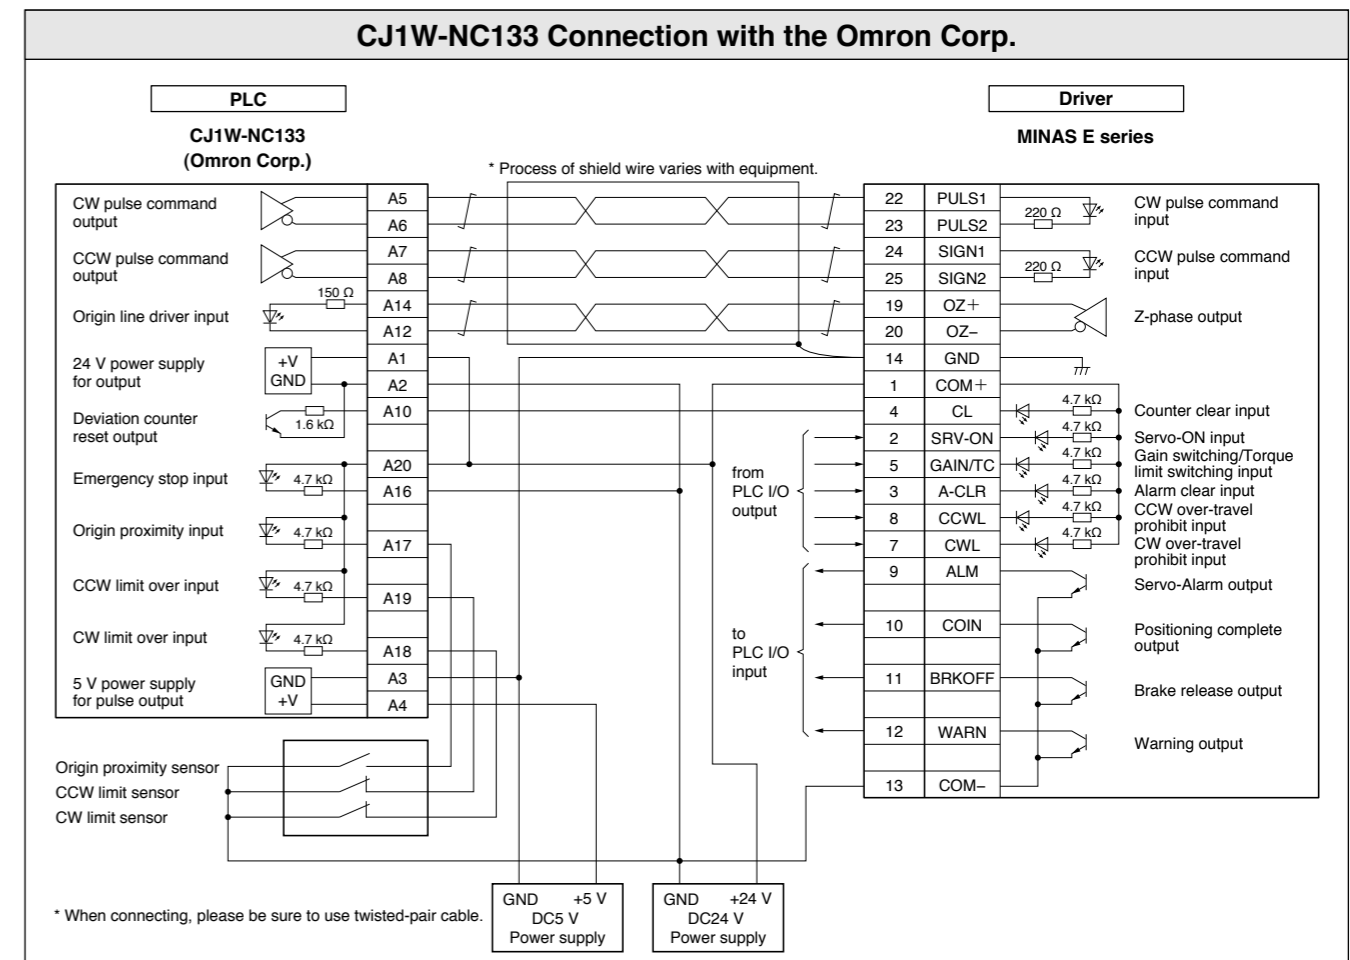 CJ1W-NC133 Connection with the Omron Corp.
PLC
CJ1W-NC133
(Omron Corp.)
Driver
MINAS E series
* Process of shield wire varies with equipment.
CW pulse command
output
A5
A6
CCW pulse command
output
A7
A8
Origin line driver input
150 Ω
A14
A12
24 V power supply
for output
+V
GND
A1
A2
Deviation counter
reset output
1.6 kΩ
A10
Emergency stop input
4.7 kΩ
A20
A16
Origin proximity input
4.7 kΩ
A17
CCW limit over input
4.7 kΩ
A19
CW limit over input
4.7 kΩ
A18
5 V power supply
for pulse output
GND
+V
A3
A4
22 PULS1
23 PULS2
220 Ω
CW pulse command
input
24 SIGN1
25 SIGN2
220 Ω
CCW pulse command
input
19 OZ+
20 OZ−
Z-phase output
14 GND
1 COM+
4 CL
4.7 kΩ
Counter clear input
2 SRV-ON
4.7 kΩ
Servo-ON input
5 GAIN/TC
4.7 kΩ
Gain switching/Torque
limit switching input
3 A-CLR
4.7 kΩ
Alarm clear input
8 CCWL
4.7 kΩ
CCW over-travel
prohibit input
7 CWL
4.7 kΩ
CW over-travel
prohibit input
from
PLC I/O
output
9 ALM
Servo-Alarm output
10 COIN
Positioning complete
output
11 BRKOFF
Brake release output
12 WARN
Warning output
13 COM−
to
PLC I/O
input
Origin proximity sensor
CCW limit sensor
CW limit sensor
* When connecting, please be sure to use twisted-pair cable.
GND +5 V
DC5 V
Power supply
GND +24 V
DC24 V
Power supply